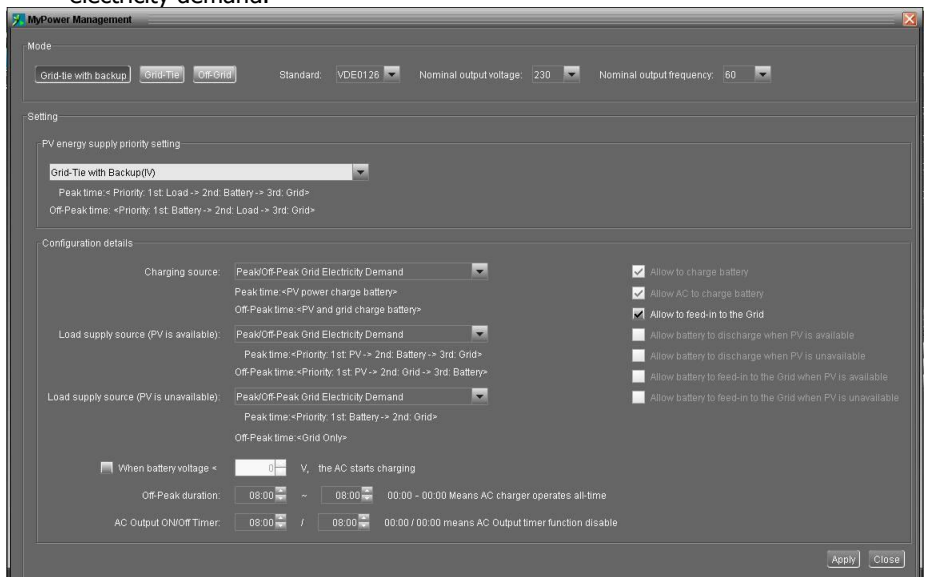 electricity demand.
MyPower Management
Mode
Grid-tie with backup Grid-Tie Off-Grid Standard: VDE0126 Nominal output voltage: 230 Nominal output frequency: 60
Setting
PV energy supply priority setting
Grid-Tie with Backup(IV)
Peak time:< Priority: 1st: Load -> 2nd: Battery -> 3rd: Grid>
Off-Peak time: <Priority: 1st: Battery -> 2nd: Load -> 3rd: Grid>
Configuration details
Charging source: Peak/Off-Peak Grid Electricity Demand Allow to charge battery
Peak time:<PV power charge battery> Allow AC to charge battery
Off-Peak time:<PV and grid charge battery> Allow to feed-in to the Grid
Load supply source (PV is available): Peak/Off-Peak Grid Electricity Demand Allow battery to discharge when PV is available
Peak time:<Priority: 1st: PV -> 2nd: Battery -> 3rd: Grid> Allow battery to discharge when PV is unavailable
Off-Peak time:<Priority: 1st: PV -> 2nd: Grid -> 3rd: Battery> Allow battery to feed-in to the Grid when PV is available
Load supply source (PV is unavailable): Peak/Off-Peak Grid Electricity Demand Allow battery to feed-in to the Grid when PV is unavailable
Peak time:<Priority: 1st: Battery -> 2nd: Grid>
Off-Peak time:<Grid Only>
When battery voltage < 0 V, the AC starts charging
Off-Peak duration: 08:00 ~ 08:00 00:00 - 00:00 Means AC charger operates all-time
AC Output ON/Off Timer: 08:00 / 08:00 00:00 / 00:00 means AC Output timer function disable
Apply Close